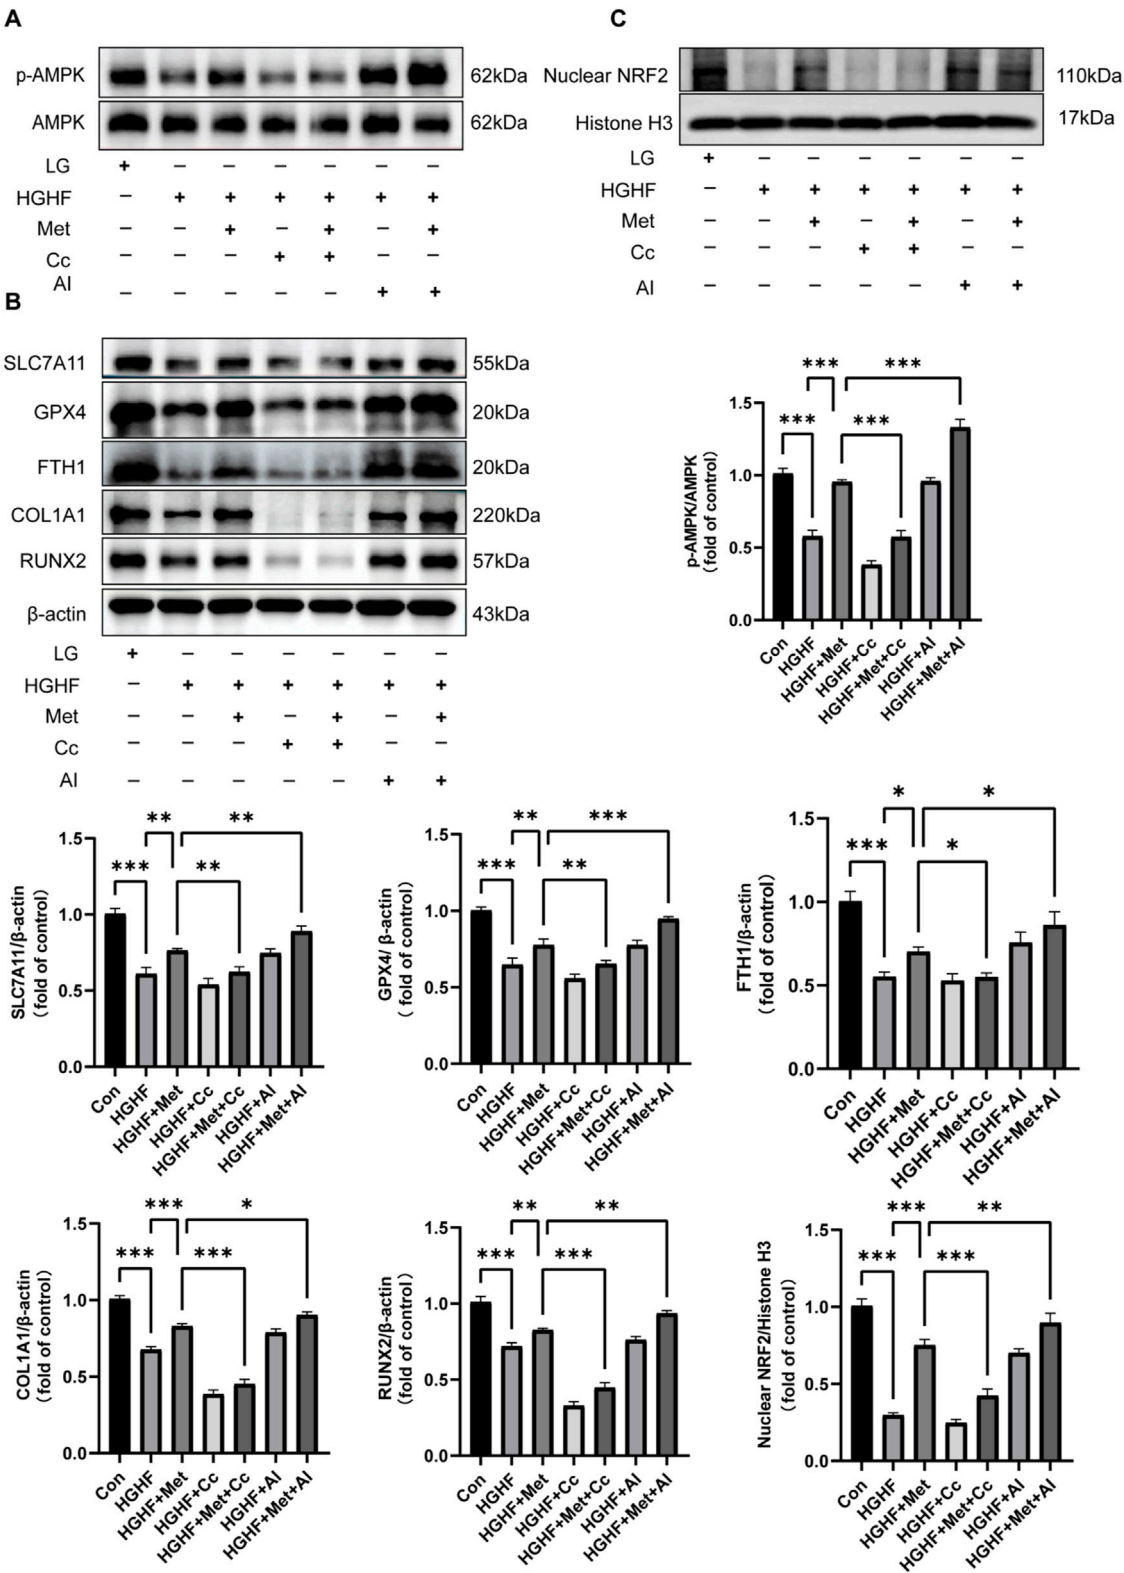 A
p-AMPK 62kDa
AMPK 62kDa
LG + − − − − − −
HGHF − + + + + + +
Met − − + − + − +
Cc − − − + + − −
AI − − − − − + +
C
Nuclear NRF2 110kDa
Histone H3 17kDa
LG + − − − − − −
HGHF − + + + + + +
Met − − + − + − +
Cc − − − + + − −
AI − − − − − + +
B
SLC7A11 55kDa
GPX4 20kDa
FTH1 20kDa
COL1A1 220kDa
RUNX2 57kDa
β-actin 43kDa
LG + − − − − − −
HGHF − + + + + + +
Met − − + − + − +
Cc − − − + + − −
AI − − − − − + +
p-AMPK/AMPK
(fold of control)
1.5
1.0
0.5
0.0
*** ***
*** ***
Con
HGHF
HGHF+Met
HGHF+Cc
HGHF+Met+Cc
HGHF+AI
HGHF+Met+AI
SLC7A11/β-actin
(fold of control)
1.5
1.0
0.5
0.0
** **
*** **
Con
HGHF
HGHF+Met
HGHF+Cc
HGHF+Met+Cc
HGHF+AI
HGHF+Met+AI
GPX4/ β-actin
( fold of control)
1.5
1.0
0.5
0.0
** ***
*** **
Con
HGHF
HGHF+Met
HGHF+Cc
HGHF+Met+Cc
HGHF+AI
HGHF+Met+AI
FTH1/β-actin
(fold of control)
1.5
1.0
0.5
0.0
* *
*** *
Con
HGHF
HGHF+Met
HGHF+Cc
HGHF+Met+Cc
HGHF+AI
HGHF+Met+AI
COL1A1/β-actin
(fold of control)
1.5
1.0
0.5
0.0
*** *
*** ***
Con
HGHF
HGHF+Met
HGHF+Cc
HGHF+Met+Cc
HGHF+AI
HGHF+Met+AI
RUNX2/β-actin
(fold of control)
1.5
1.0
0.5
0.0
** **
*** ***
Con
HGHF
HGHF+Met
HGHF+Cc
HGHF+Met+Cc
HGHF+AI
HGHF+Met+AI
Nuclear NRF2/Histone H3
(fold of control)
1.5
1.0
0.5
0.0
*** **
*** ***
Con
HGHF
HGHF+Met
HGHF+Cc
HGHF+Met+Cc
HGHF+AI
HGHF+Met+AI